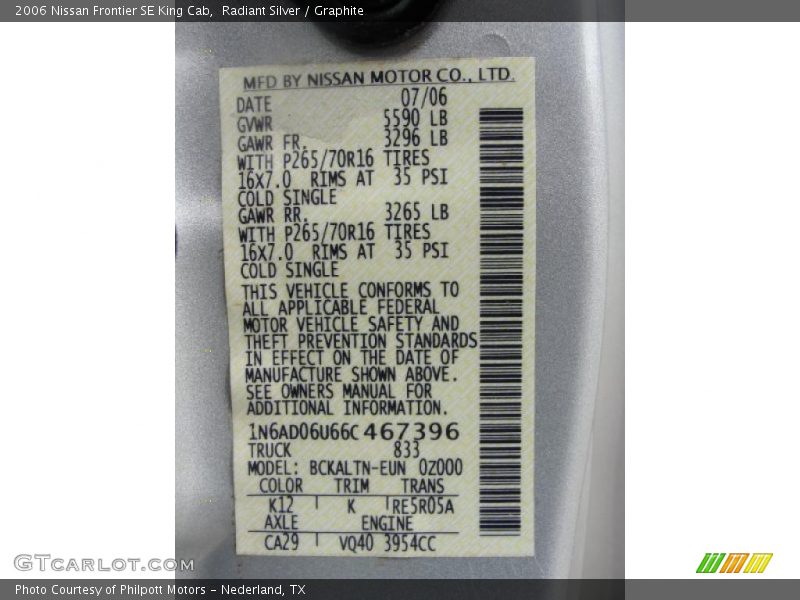 2006 Nissan Frontier SE King Cab,  Radiant Silver / Graphite
MFD BY NISSAN MOTOR CO., LTD.
DATE 07/06
GVWR 5590 LB
GAWR FR. 3296 LB
WITH P265/70R16 TIRES
16X7.0 RIMS AT 35 PSI
COLD SINGLE
GAWR RR. 3265 LB
WITH P265/70R16 TIRES
16X7.0 RIMS AT 35 PSI
COLD SINGLE
THIS VEHICLE CONFORMS TO
ALL APPLICABLE FEDERAL
MOTOR VEHICLE SAFETY AND
THEFT PREVENTION STANDARDS
IN EFFECT ON THE DATE OF
MANUFACTURE SHOWN ABOVE.
SEE OWNERS MANUAL FOR
ADDITIONAL INFORMATION.
1N6AD06U66C467396
TRUCK 833
MODEL: BCKALTN-EUN 0Z000
COLOR TRIM TRANS
K12 K RE5R05A
AXLE ENGINE
CA29 VQ40 3954CC
GTCarLot.com
Photo Courtesy of Philpott Motors - Nederland, TX